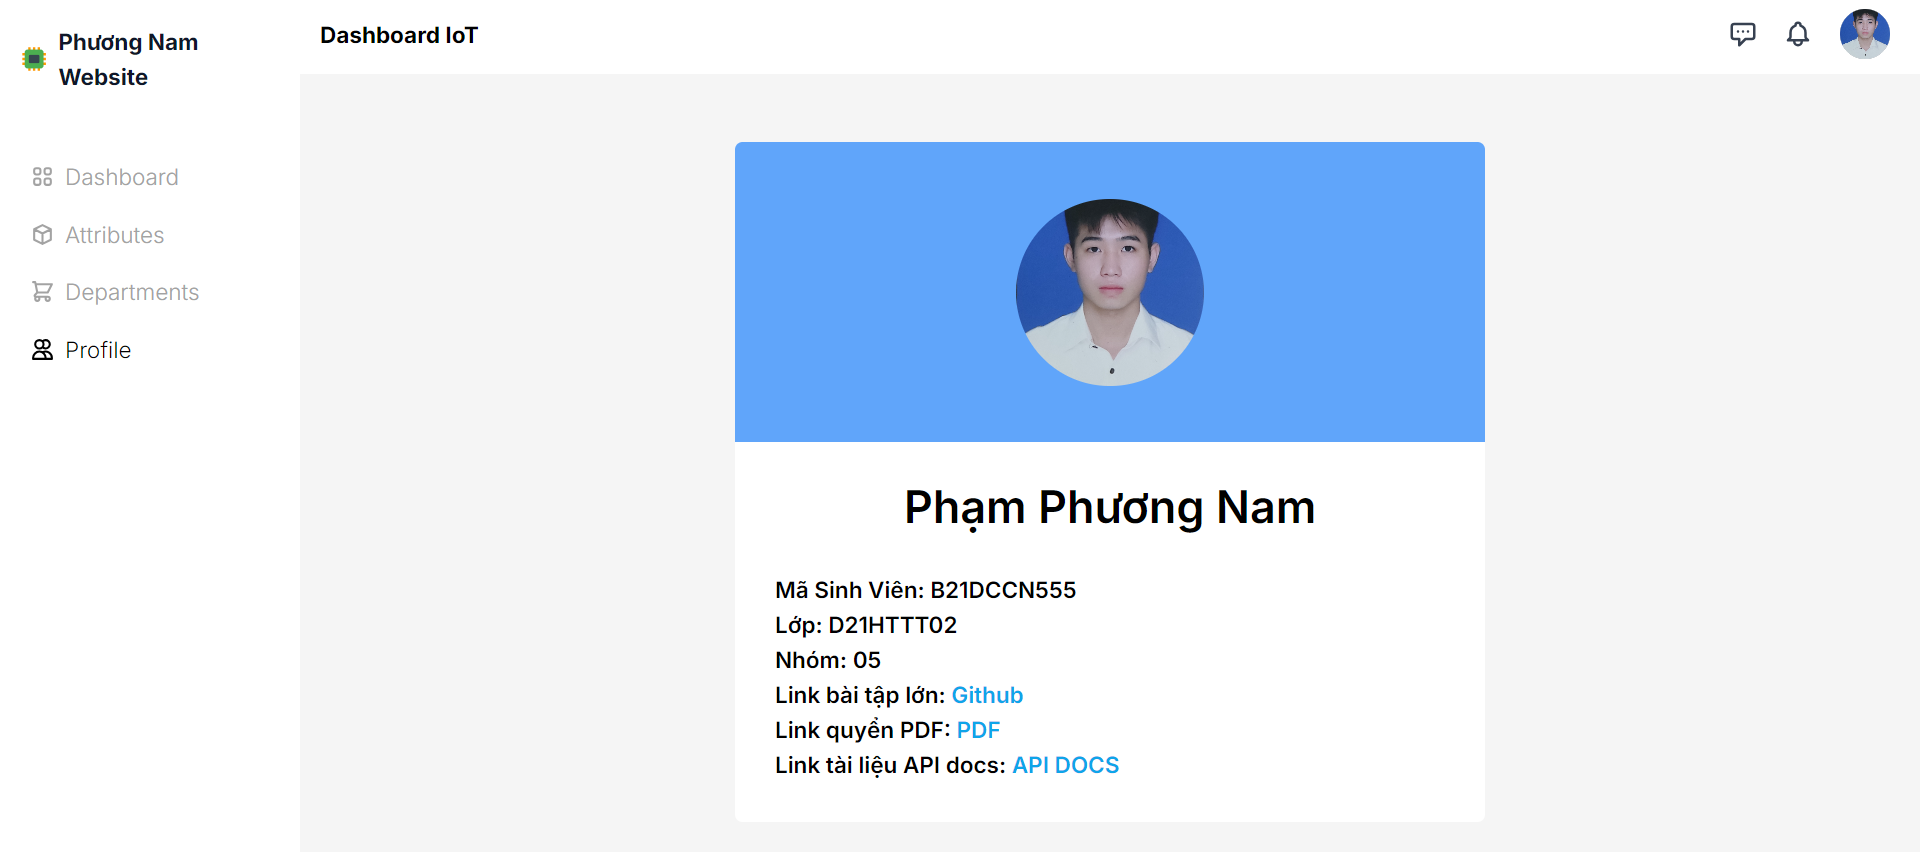 Phương Nam
Website
Dashboard IoT
Dashboard
Attributes
Departments
Profile
Phạm Phương Nam
Mã Sinh Viên: B21DCCN555
Lớp: D21HTTT02
Nhóm: 05
Link bài tập lớn: Github
Link quyển PDF: PDF
Link tài liệu API docs: API DOCS